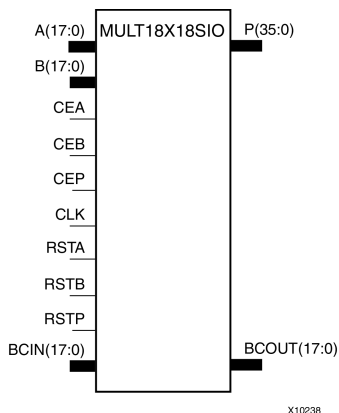 A(17:0) MULT18X18SIO P(35:0)
B(17:0)
CEA
CEB
CEP
CLK
RSTA
RSTB
RSTP
BCIN(17:0) BCOUT(17:0)
X10238